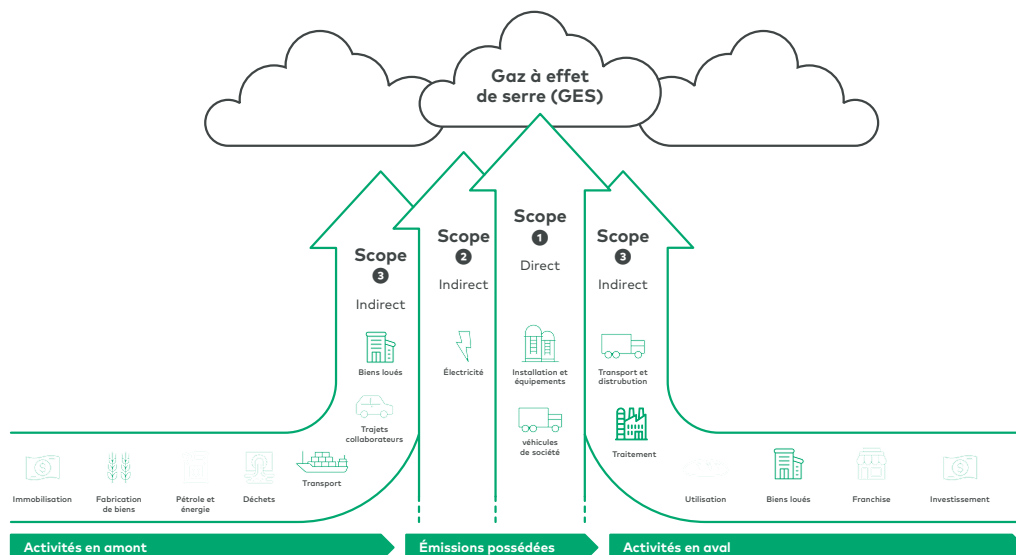 Gaz à effet
de serre (GES)
Scope
3
Indirect
Biens loués
Trajets
collaborateurs
Transport
Déchets
Pétrole et
énergie
Fabrication
de biens
Immobilisation
Scope
2
Indirect
Électricité
Scope
1
Direct
Installation et
équipements
véhicules
de société
Scope
3
Indirect
Transport et
distrubution
Traitement
Utilisation
Biens loués
Franchise
Investissement
Activités en amont
Émissions possédées
Activités en aval